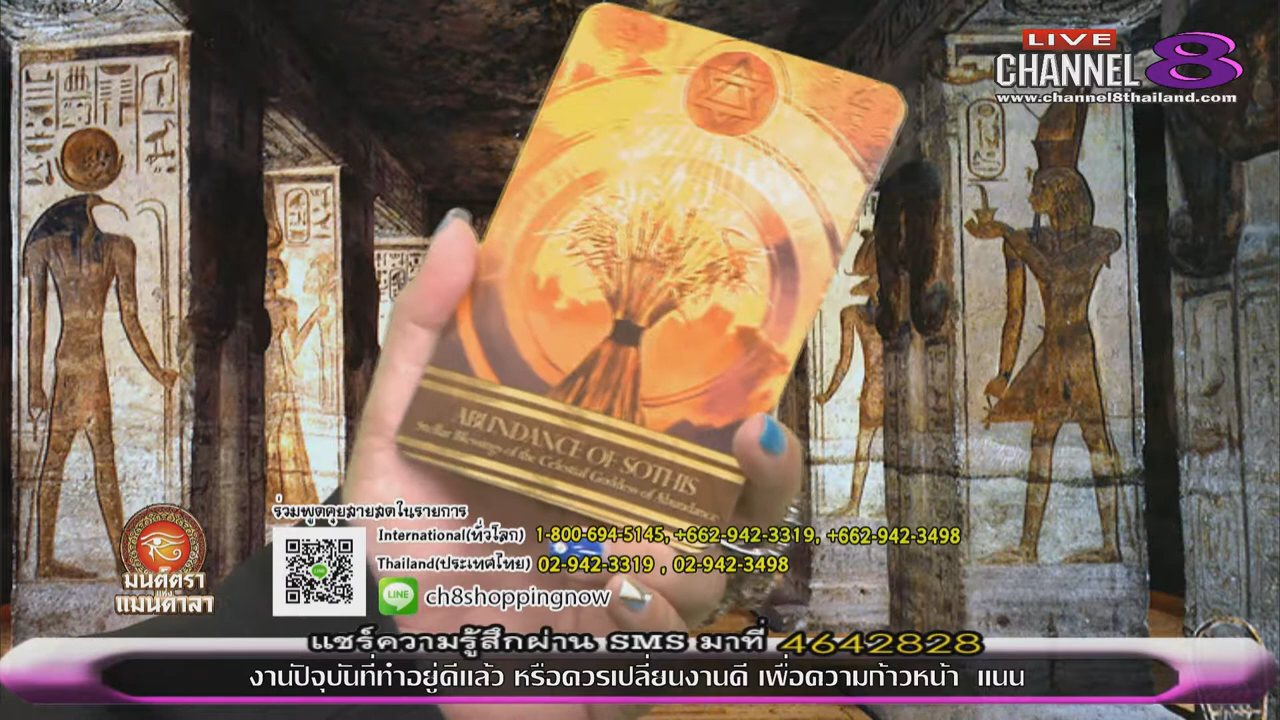 LIVE
CHANNEL 8
www.channel8thailand.com
ABUNDANCE OF SOTHIS
Stellar Blessings of the Celestial Goddess of Abundance
ร่วมพูดคุยสายสดในรายการ
International(ทั่วโลก) 1-800-694-5145, +662-942-3319, +662-942-3498
Thailand(ประเทศไทย) 02-942-3319 , 02-942-3498
LINE ch8shoppingnow
มนต์ตรา
แห่ง
แมนดาลา
แชร์ความรู้สึกผ่าน SMS มาที่ 4642828
งานปัจุบันที่ทำอยู่ดีแล้ว หรือควรเปลี่ยนงานดี เพื่อความก้าวหน้า แนน